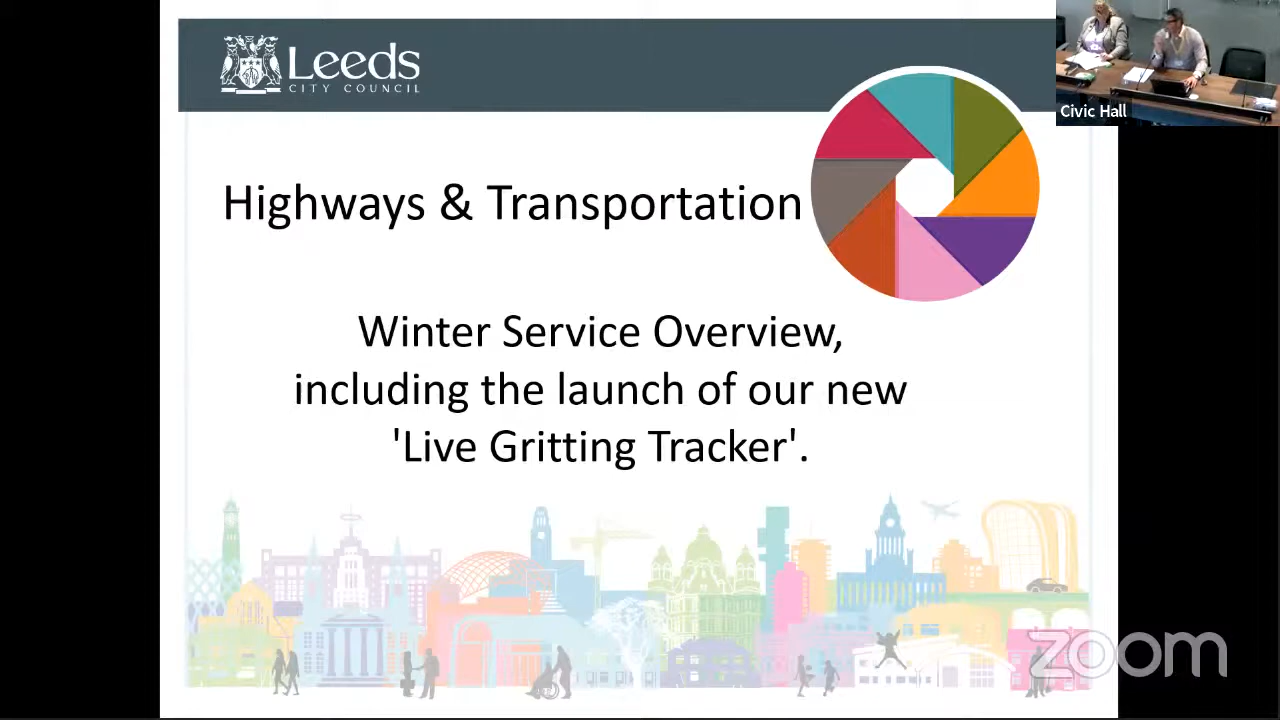 Leeds
CITY COUNCIL
Civic Hall
Highways & Transportation
Winter Service Overview,
including the launch of our new
'Live Gritting Tracker'.
zoom